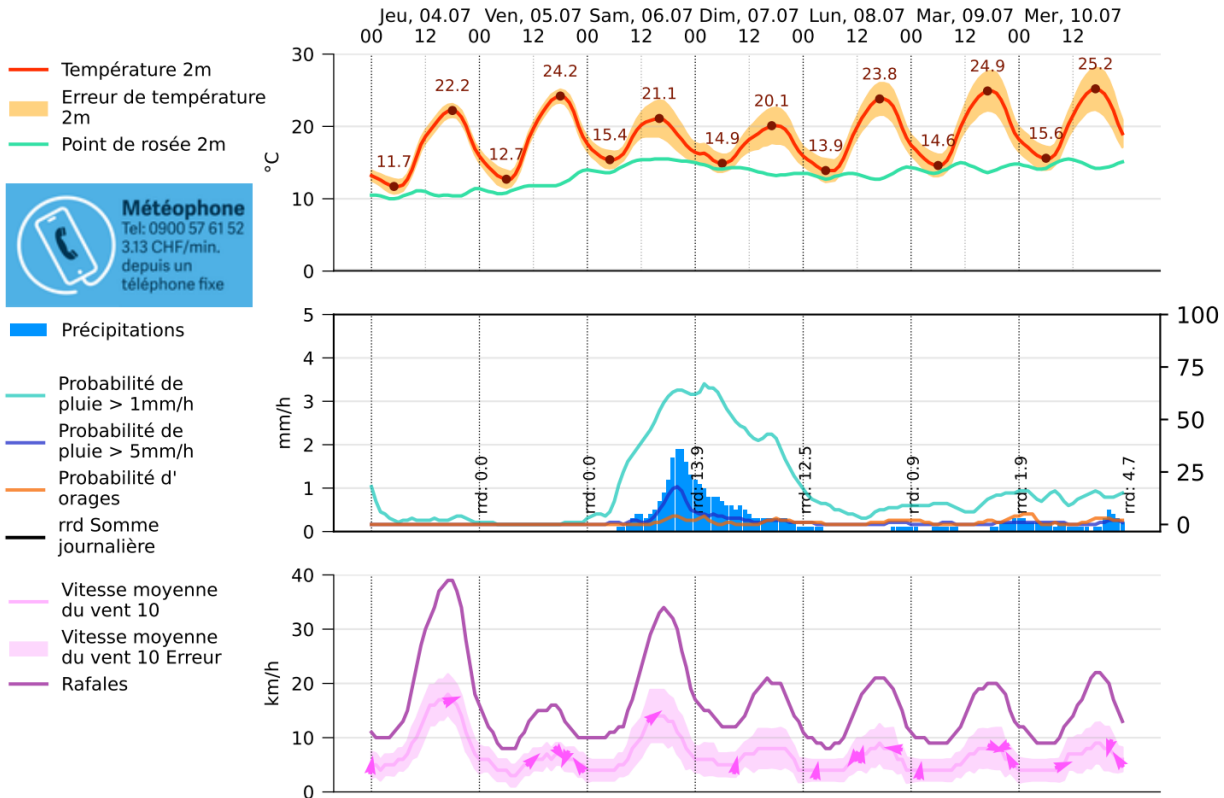 Jeu, 04.07 Ven, 05.07 Sam, 06.07 Dim, 07.07 Lun, 08.07 Mar, 09.07 Mer, 10.07
00 12 00 12 00 12 00 12 00 12 00 12 00 12
Température 2m
Erreur de température
2m
Point de rosée 2m
°C
30
20
10
0
11.7
22.2
12.7
24.2
15.4
21.1
14.9
20.1
13.9
23.8
14.6
24.9
15.6
25.2
Météophone
Tel: 0900 57 61 52
3.13 CHF/min.
depuis un
téléphone fixe
Précipitations
Probabilité de
pluie > 1mm/h
Probabilité de
pluie > 5mm/h
Probabilité d'
orages
rrd Somme
journalière
mm/h
5
4
3
2
1
0
100
75
50
25
0
rrd: 0.0
rrd: 0.0
rrd: 13.9
rrd: 12.5
rrd: 0.9
rrd: 1.9
rrd: 4.7
Vitesse moyenne
du vent 10
Vitesse moyenne
du vent 10 Erreur
Rafales
km/h
40
30
20
10
0